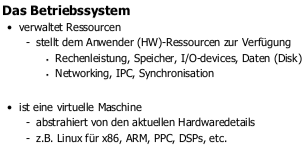 Das Betriebssystem
• verwaltet Ressourcen
- stellt dem Anwender (HW)-Ressourcen zur Verfügung
• Rechenleistung, Speicher, I/O-devices, Daten (Disk)
• Networking, IPC, Synchronisation
• ist eine virtuelle Maschine
- abstrahiert von den aktuellen Hardwaredetails
- z.B. Linux für x86, ARM, PPC, DSPs, etc.